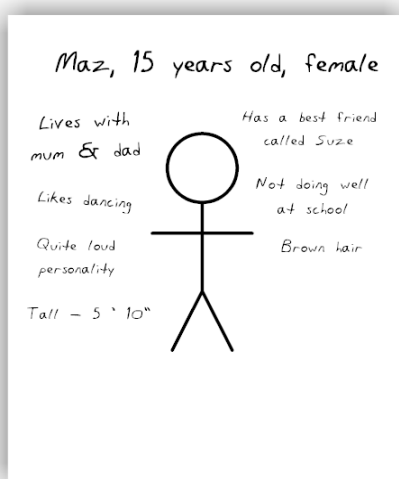 Maz, 15 years old, female
Lives with
mum & dad
Likes dancing
Quite loud
personality
Tall – 5 ‘ 10“
Has a best friend
called Suze
Not doing well
at school
Brown hair